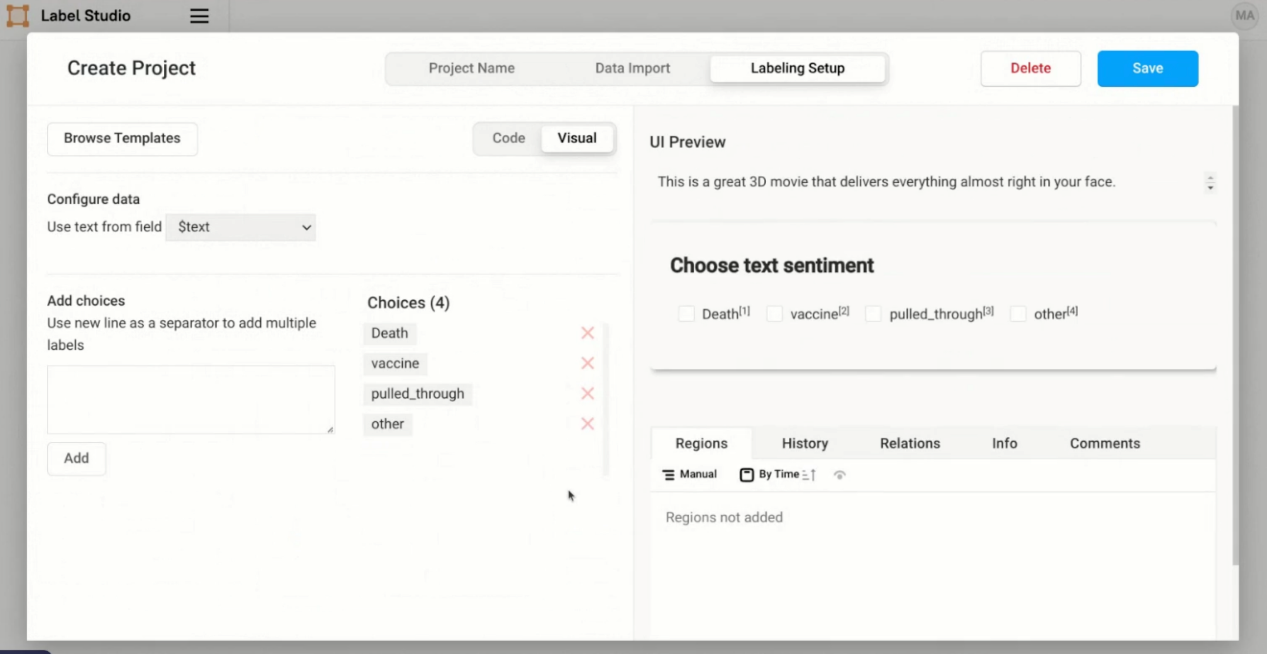 Label Studio
MA
Create Project
Project Name
Data Import
Labeling Setup
Delete
Save
Browse Templates
Code
Visual
Configure data
Use text from field $text
Add choices
Use new line as a separator to add multiple
labels
Add
Choices (4)
Death
vaccine
pulled_through
other
UI Preview
This is a great 3D movie that delivers everything almost right in your face.
Choose text sentiment
Death[1] vaccine[2] pulled_through[3] other[4]
Regions History Relations Info Comments
Manual By Time
Regions not added